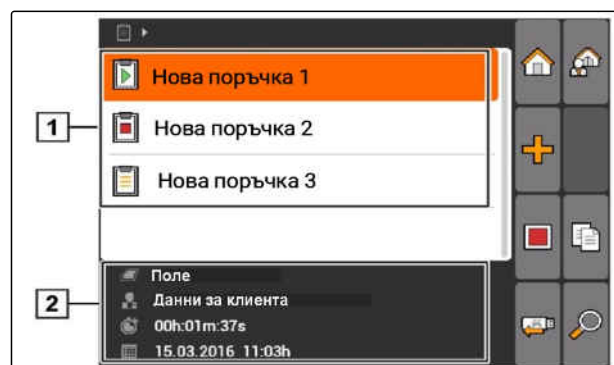 Нова поръчка 1
1
Нова поръчка 2
Нова поръчка 3
Поле
2
Данни за клиента
00h:01m:37s
15.03.2016 11:03h